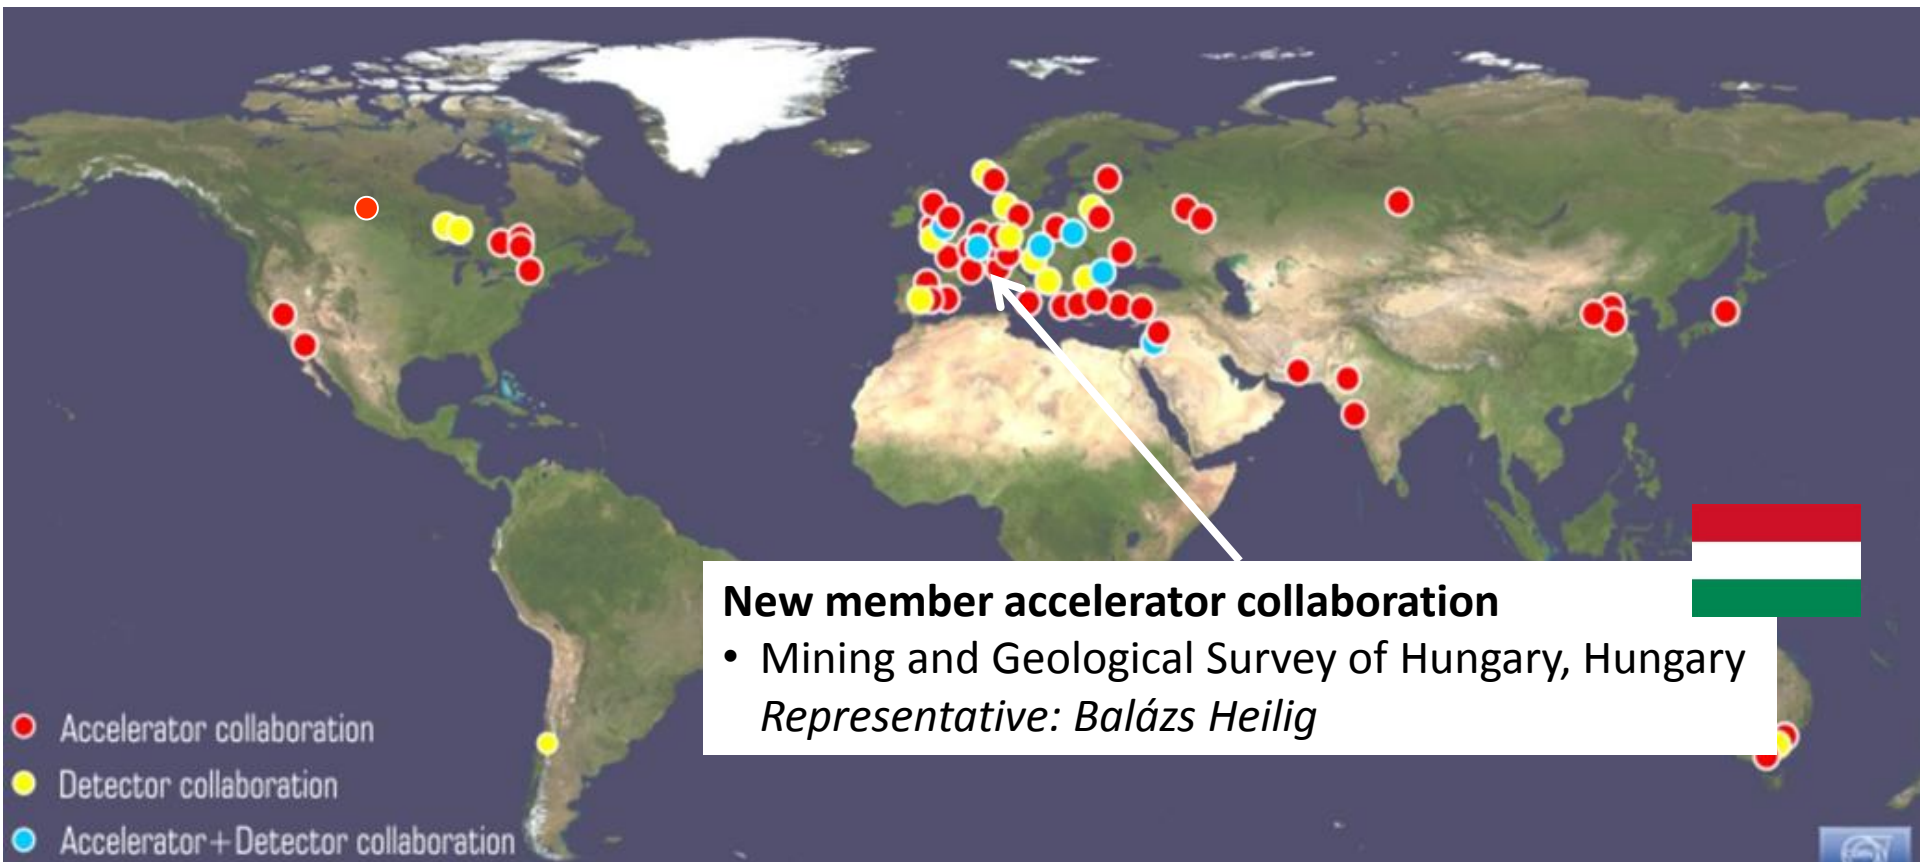 New member accelerator collaboration
• Mining and Geological Survey of Hungary, Hungary
Representative: Balázs Heilig
Accelerator collaboration
Detector collaboration
Accelerator+Detector collaboration